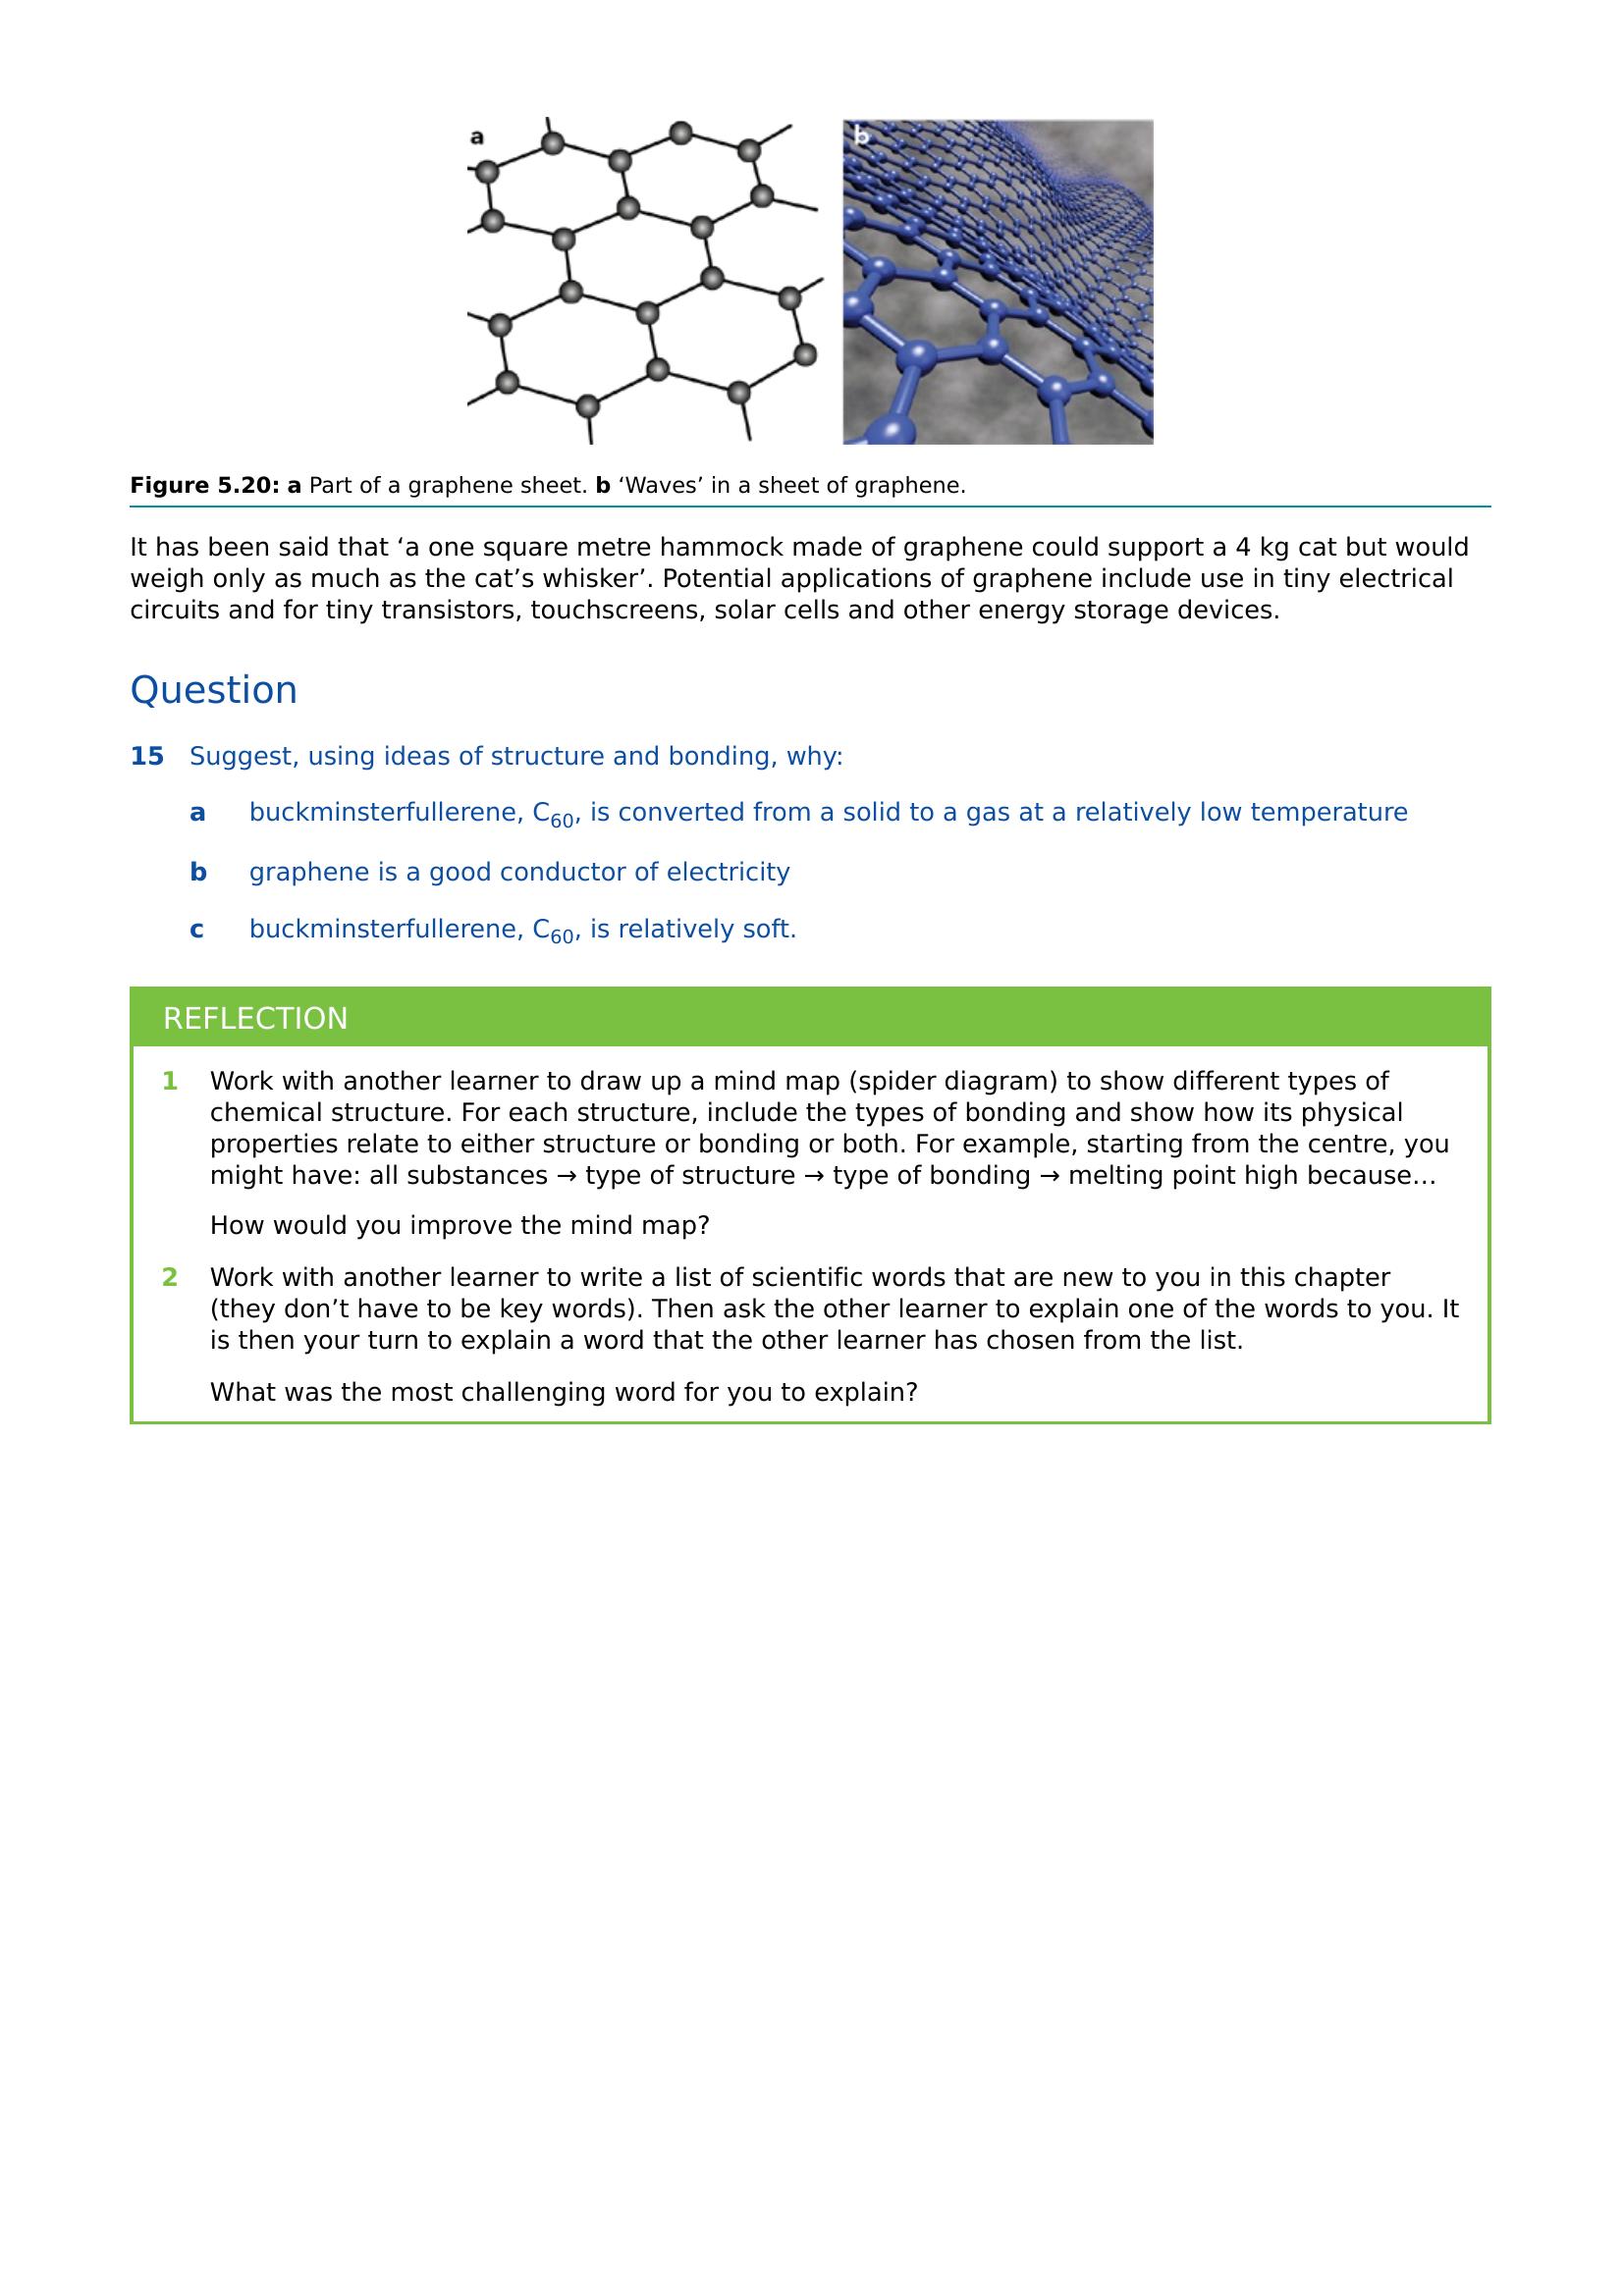 a
b
Figure 5.20: a Part of a graphene sheet. b ‘Waves’ in a sheet of graphene.
It has been said that ‘a one square metre hammock made of graphene could support a 4 kg cat but would
weigh only as much as the cat’s whisker’. Potential applications of graphene include use in tiny electrical
circuits and for tiny transistors, touchscreens, solar cells and other energy storage devices.
Question
15 Suggest, using ideas of structure and bonding, why:
a buckminsterfullerene, C₆₀, is converted from a solid to a gas at a relatively low temperature
b graphene is a good conductor of electricity
c buckminsterfullerene, C₆₀, is relatively soft.
REFLECTION
1 Work with another learner to draw up a mind map (spider diagram) to show different types of
chemical structure. For each structure, include the types of bonding and show how its physical
properties relate to either structure or bonding or both. For example, starting from the centre, you
might have: all substances → type of structure → type of bonding → melting point high because…
How would you improve the mind map?
2 Work with another learner to write a list of scientific words that are new to you in this chapter
(they don’t have to be key words). Then ask the other learner to explain one of the words to you. It
is then your turn to explain a word that the other learner has chosen from the list.
What was the most challenging word for you to explain?